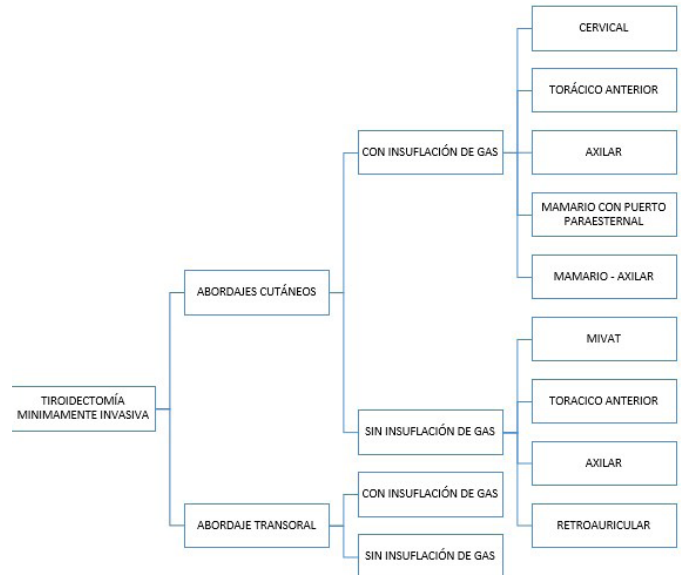 TIROIDECTOMÍA
MINIMAMENTE INVASIVA
ABORDAJES CUTÁNEOS
CON INSUFLACIÓN DE GAS
CERVICAL
TORÁCICO ANTERIOR
AXILAR
MAMARIO CON PUERTO
PARAESTERNAL
MAMARIO - AXILAR
SIN INSUFLACIÓN DE GAS
MIVAT
TORACICO ANTERIOR
AXILAR
RETROAURICULAR
ABORDAJE TRANSORAL
CON INSUFLACIÓN DE GAS
SIN INSUFLACIÓN DE GAS